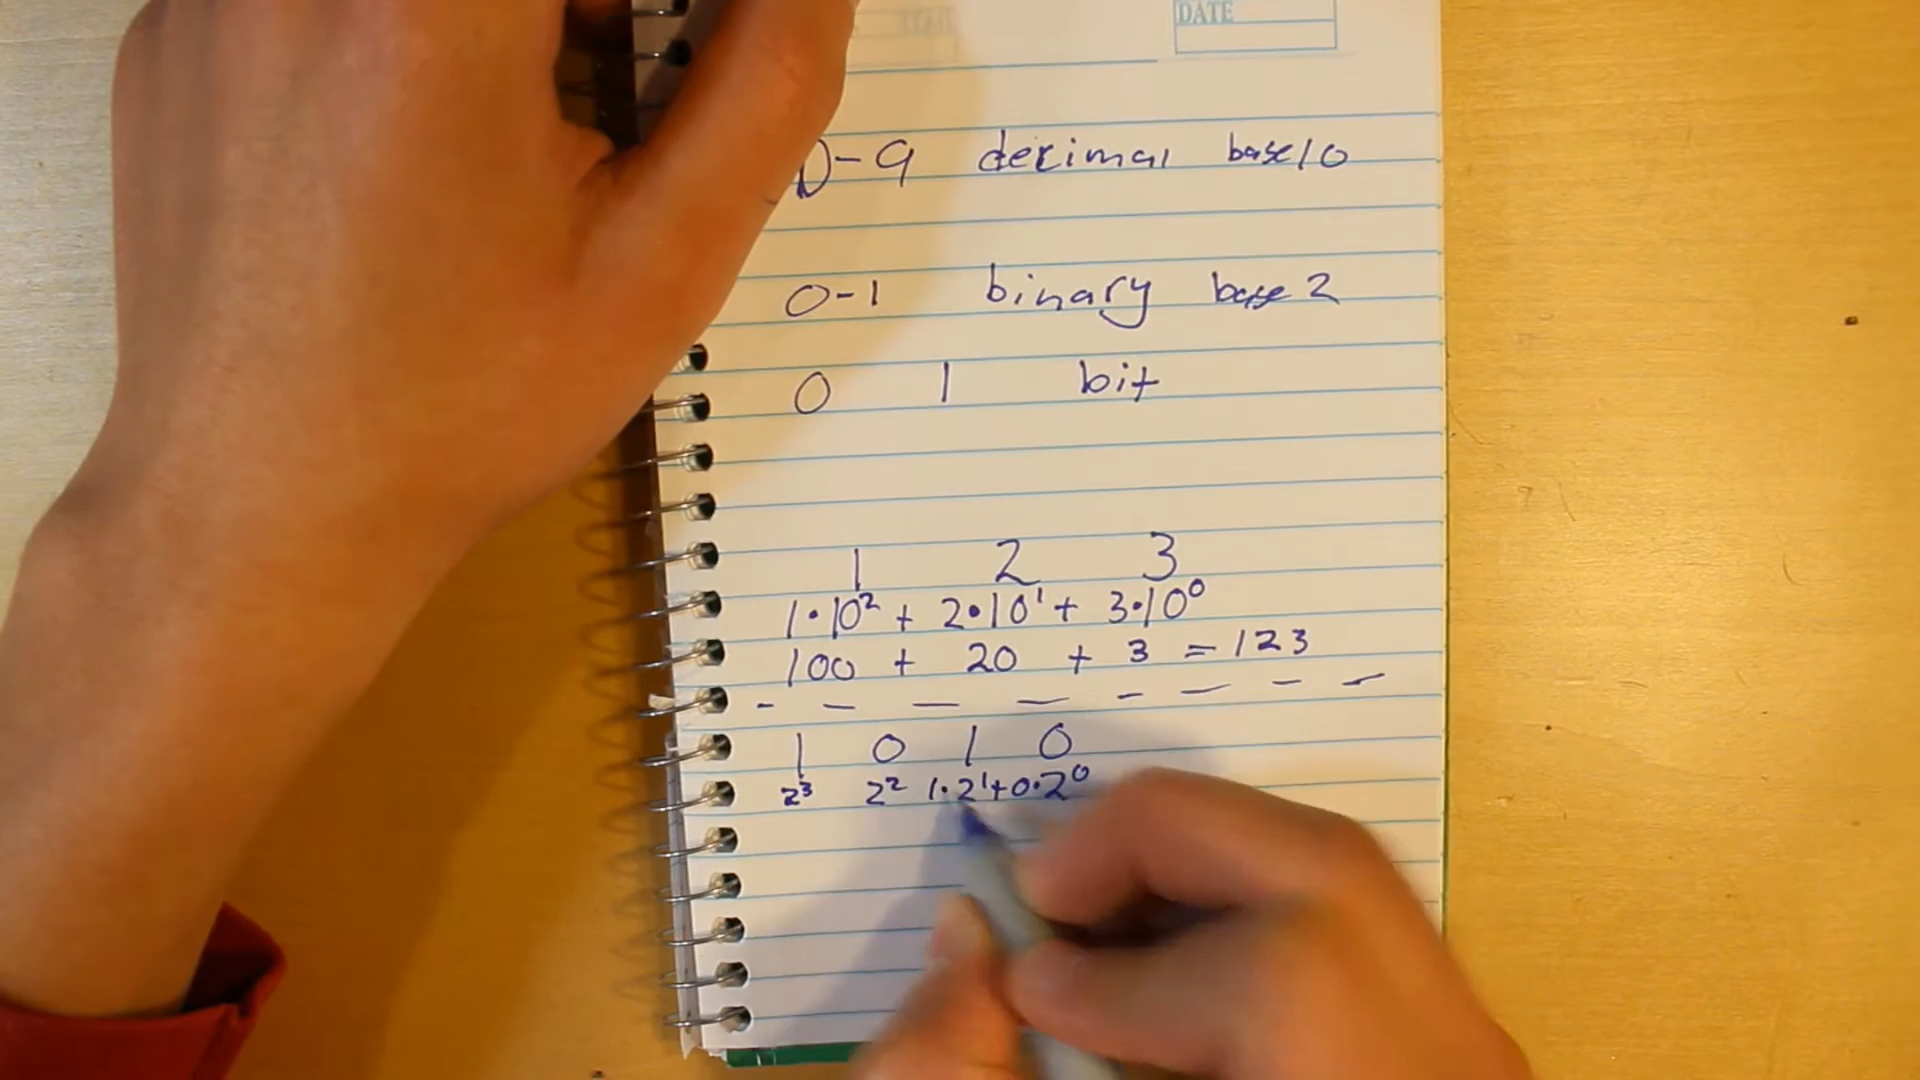 DATE
0-9 decimal base 10
0-1 binary base 2
0 1 bit
1 2 3
1·10² + 2·10¹ + 3·10⁰
100 + 20 + 3 = 123
1 0 1 0
2³ 2² 1·2¹+0·2⁰